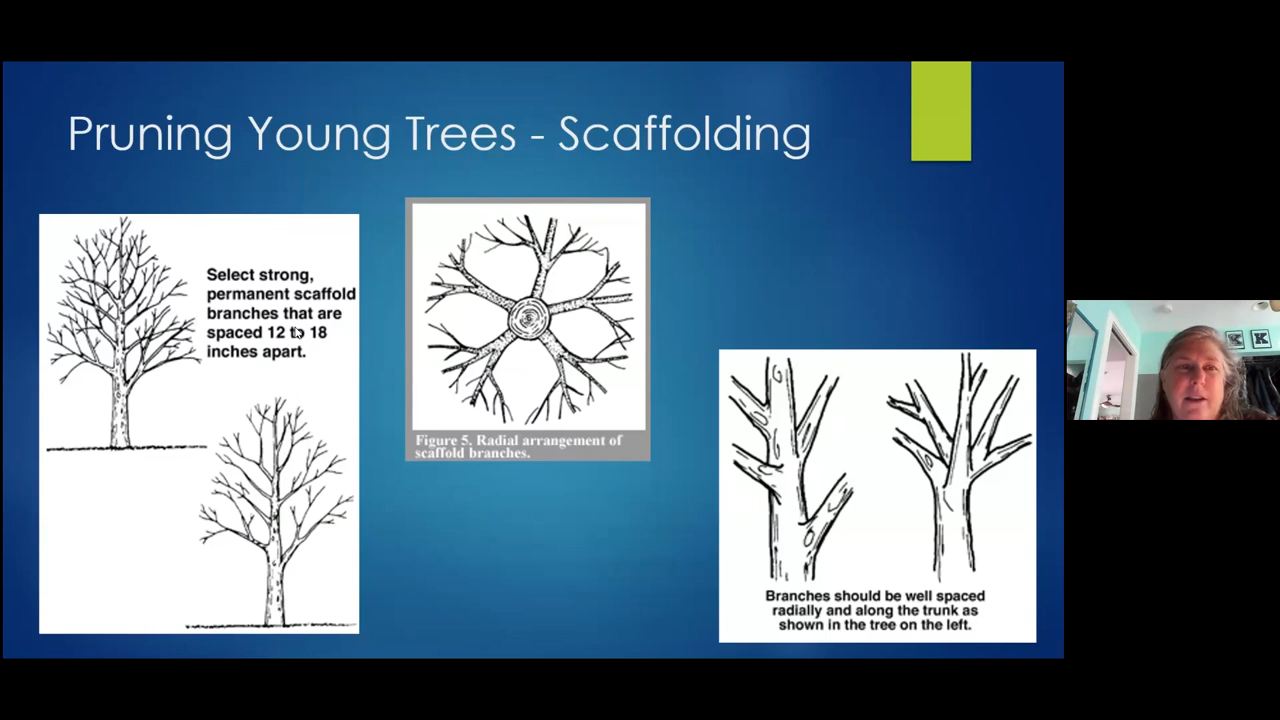 Pruning Young Trees - Scaffolding
Select strong,
permanent scaffold
branches that are
spaced 12 to 18
inches apart.
Figure 5. Radial arrangement of
scaffold branches.
Branches should be well spaced
radially and along the trunk as
shown in the tree on the left.
K
K